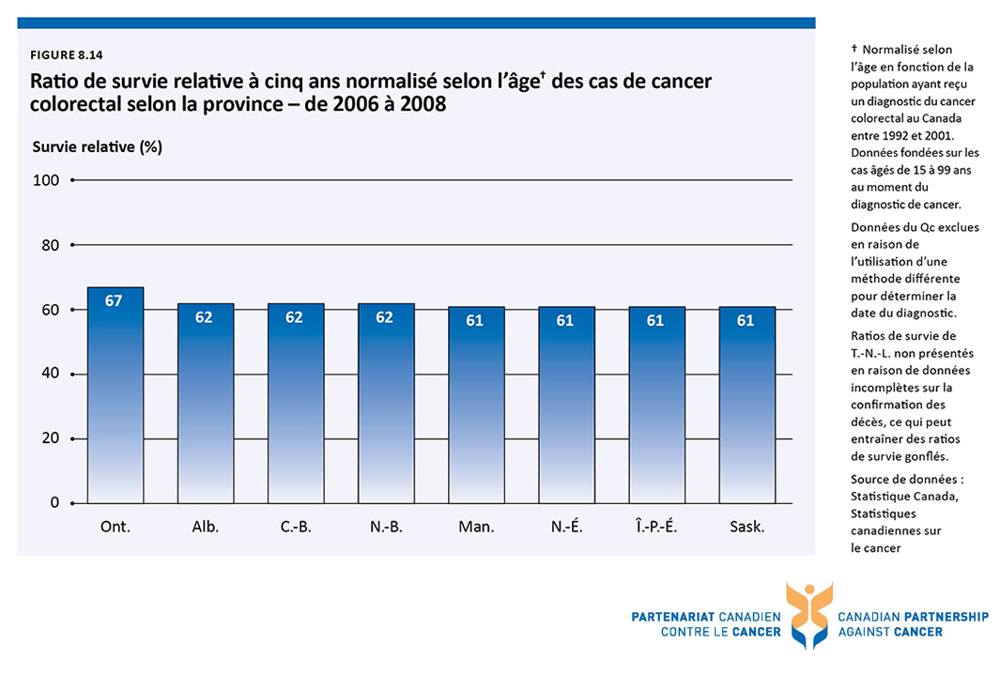 FIGURE 8.14
Ratio de survie relative à cinq ans normalisé selon l’âge† des cas de cancer
colorectal selon la province – de 2006 à 2008
Survie relative (%)
100
80
60
40
20
0
67
62
62
62
61
61
61
61
Ont.
Alb.
C.-B.
N.-B.
Man.
N.-É.
Î.-P.-É.
Sask.
† Normalisé selon
l’âge en fonction de la
population ayant reçu
un diagnostic du cancer
colorectal au Canada
entre 1992 et 2001.
Données fondées sur les
cas âgés de 15 à 99 ans
au moment du
diagnostic de cancer.
Données du Qc exclues
en raison de
l’utilisation d’une
méthode différente
pour déterminer la
date du diagnostic.
Ratios de survie de
T.-N.-L. non présentés
en raison de données
incomplètes sur la
confirmation des
décès, ce qui peut
entraîner des ratios
de survie gonflés.
Source de données :
Statistique Canada,
Statistiques
canadiennes sur
le cancer
PARTENARIAT CANADIEN
CONTRE LE CANCER
CANADIAN PARTNERSHIP
AGAINST CANCER